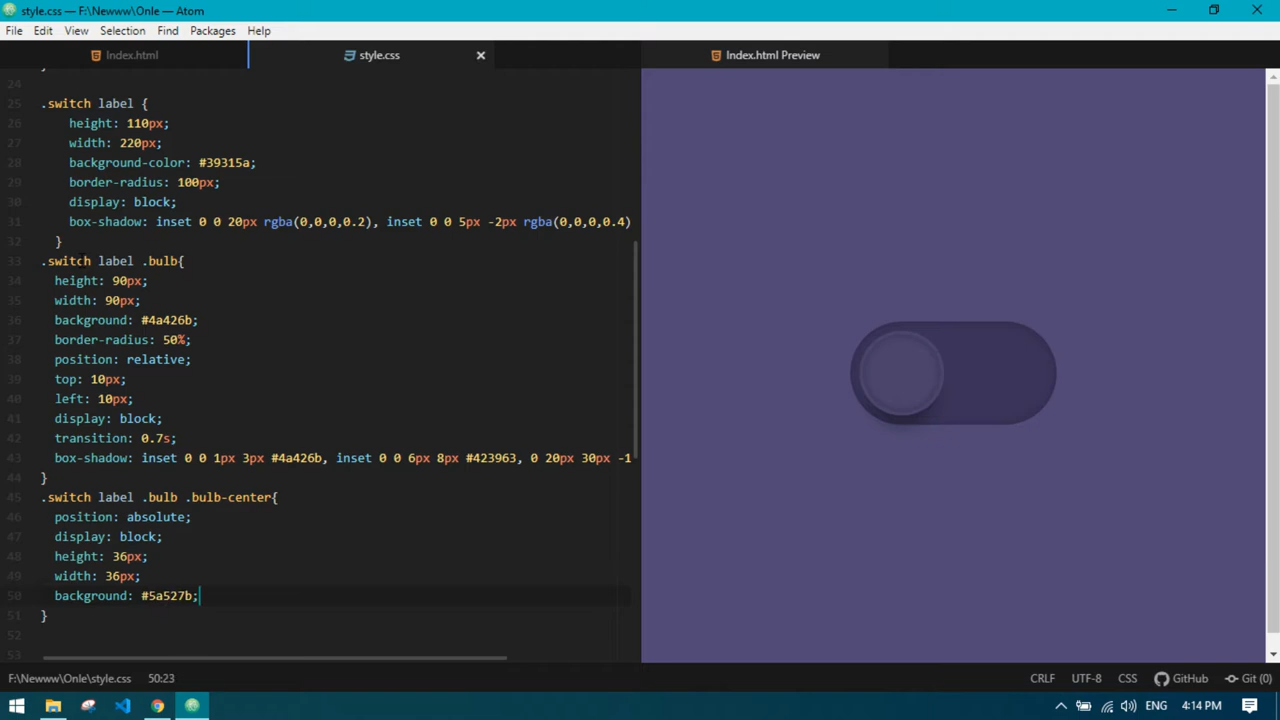 style.css — F:\Newww\Onle — Atom
File Edit View Selection Find Packages Help
Index.html style.css Index.html Preview
24
25 .switch label {
26 height: 110px;
27 width: 220px;
28 background-color: #39315a;
29 border-radius: 100px;
30 display: block;
31 box-shadow: inset 0 0 20px rgba(0,0,0,0.2), inset 0 0 5px -2px rgba(0,0,0,0.4)
32 }
33 .switch label .bulb{
34 height: 90px;
35 width: 90px;
36 background: #4a426b;
37 border-radius: 50%;
38 position: relative;
39 top: 10px;
40 left: 10px;
41 display: block;
42 transition: 0.7s;
43 box-shadow: inset 0 0 1px 3px #4a426b, inset 0 0 6px 8px #423963, 0 20px 30px -1
44 }
45 .switch label .bulb .bulb-center{
46 position: absolute;
47 display: block;
48 height: 36px;
49 width: 36px;
50 background: #5a527b;
51 }
52
53
F:\Newww\Onle\style.css 50:23 CRLF UTF-8 CSS GitHub Git (0)
ENG 4:14 PM